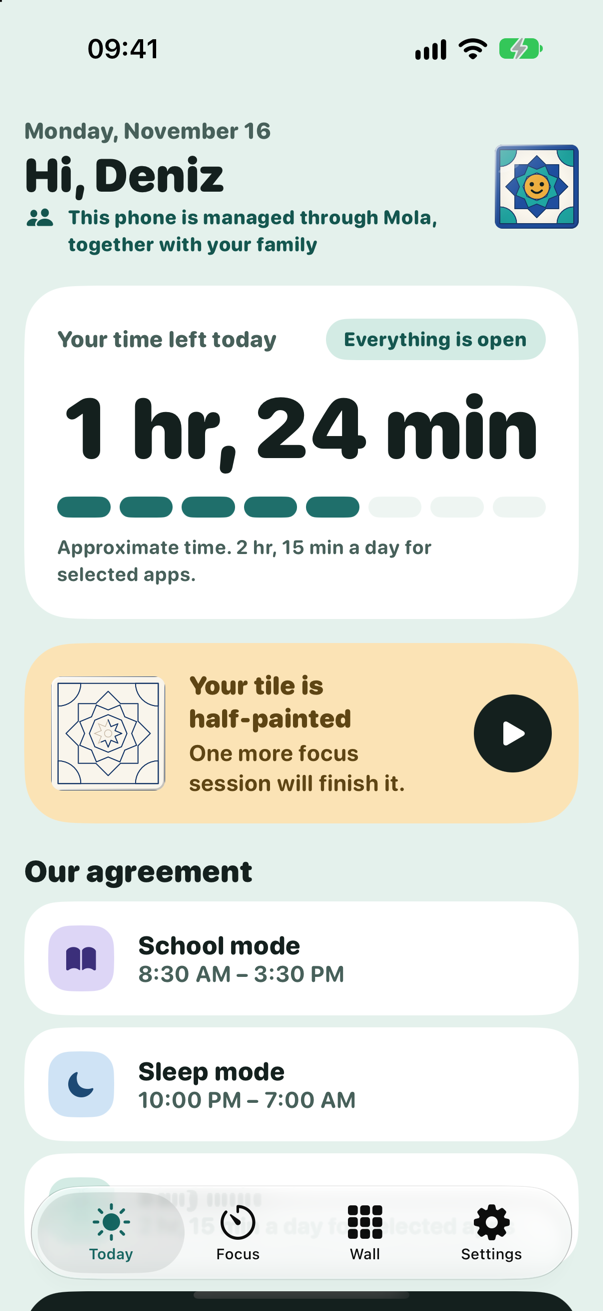 09:41
Monday, November 16
Hi, Deniz
This phone is managed through Mola,
together with your family
Your time left today
Everything is open
1 hr, 24 min
Approximate time. 2 hr, 15 min a day for
selected apps.
Your tile is
half-painted
One more focus
session will finish it.
Our agreement
School mode
8:30 AM – 3:30 PM
Sleep mode
10:00 PM – 7:00 AM
Today
Focus
Wall
Settings